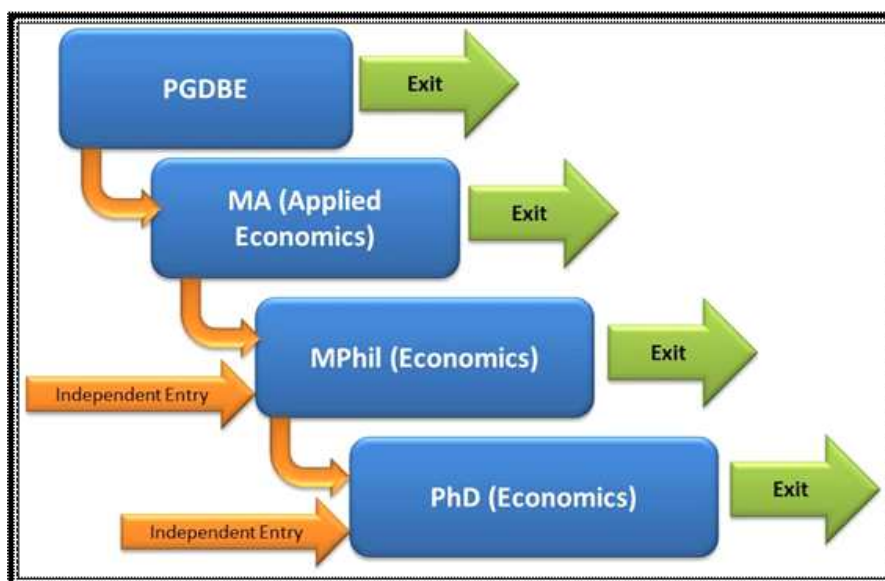 PGDBE
Exit
MA (Applied
Economics)
Exit
MPhil (Economics)
Exit
Independent Entry
PhD (Economics)
Exit
Independent Entry